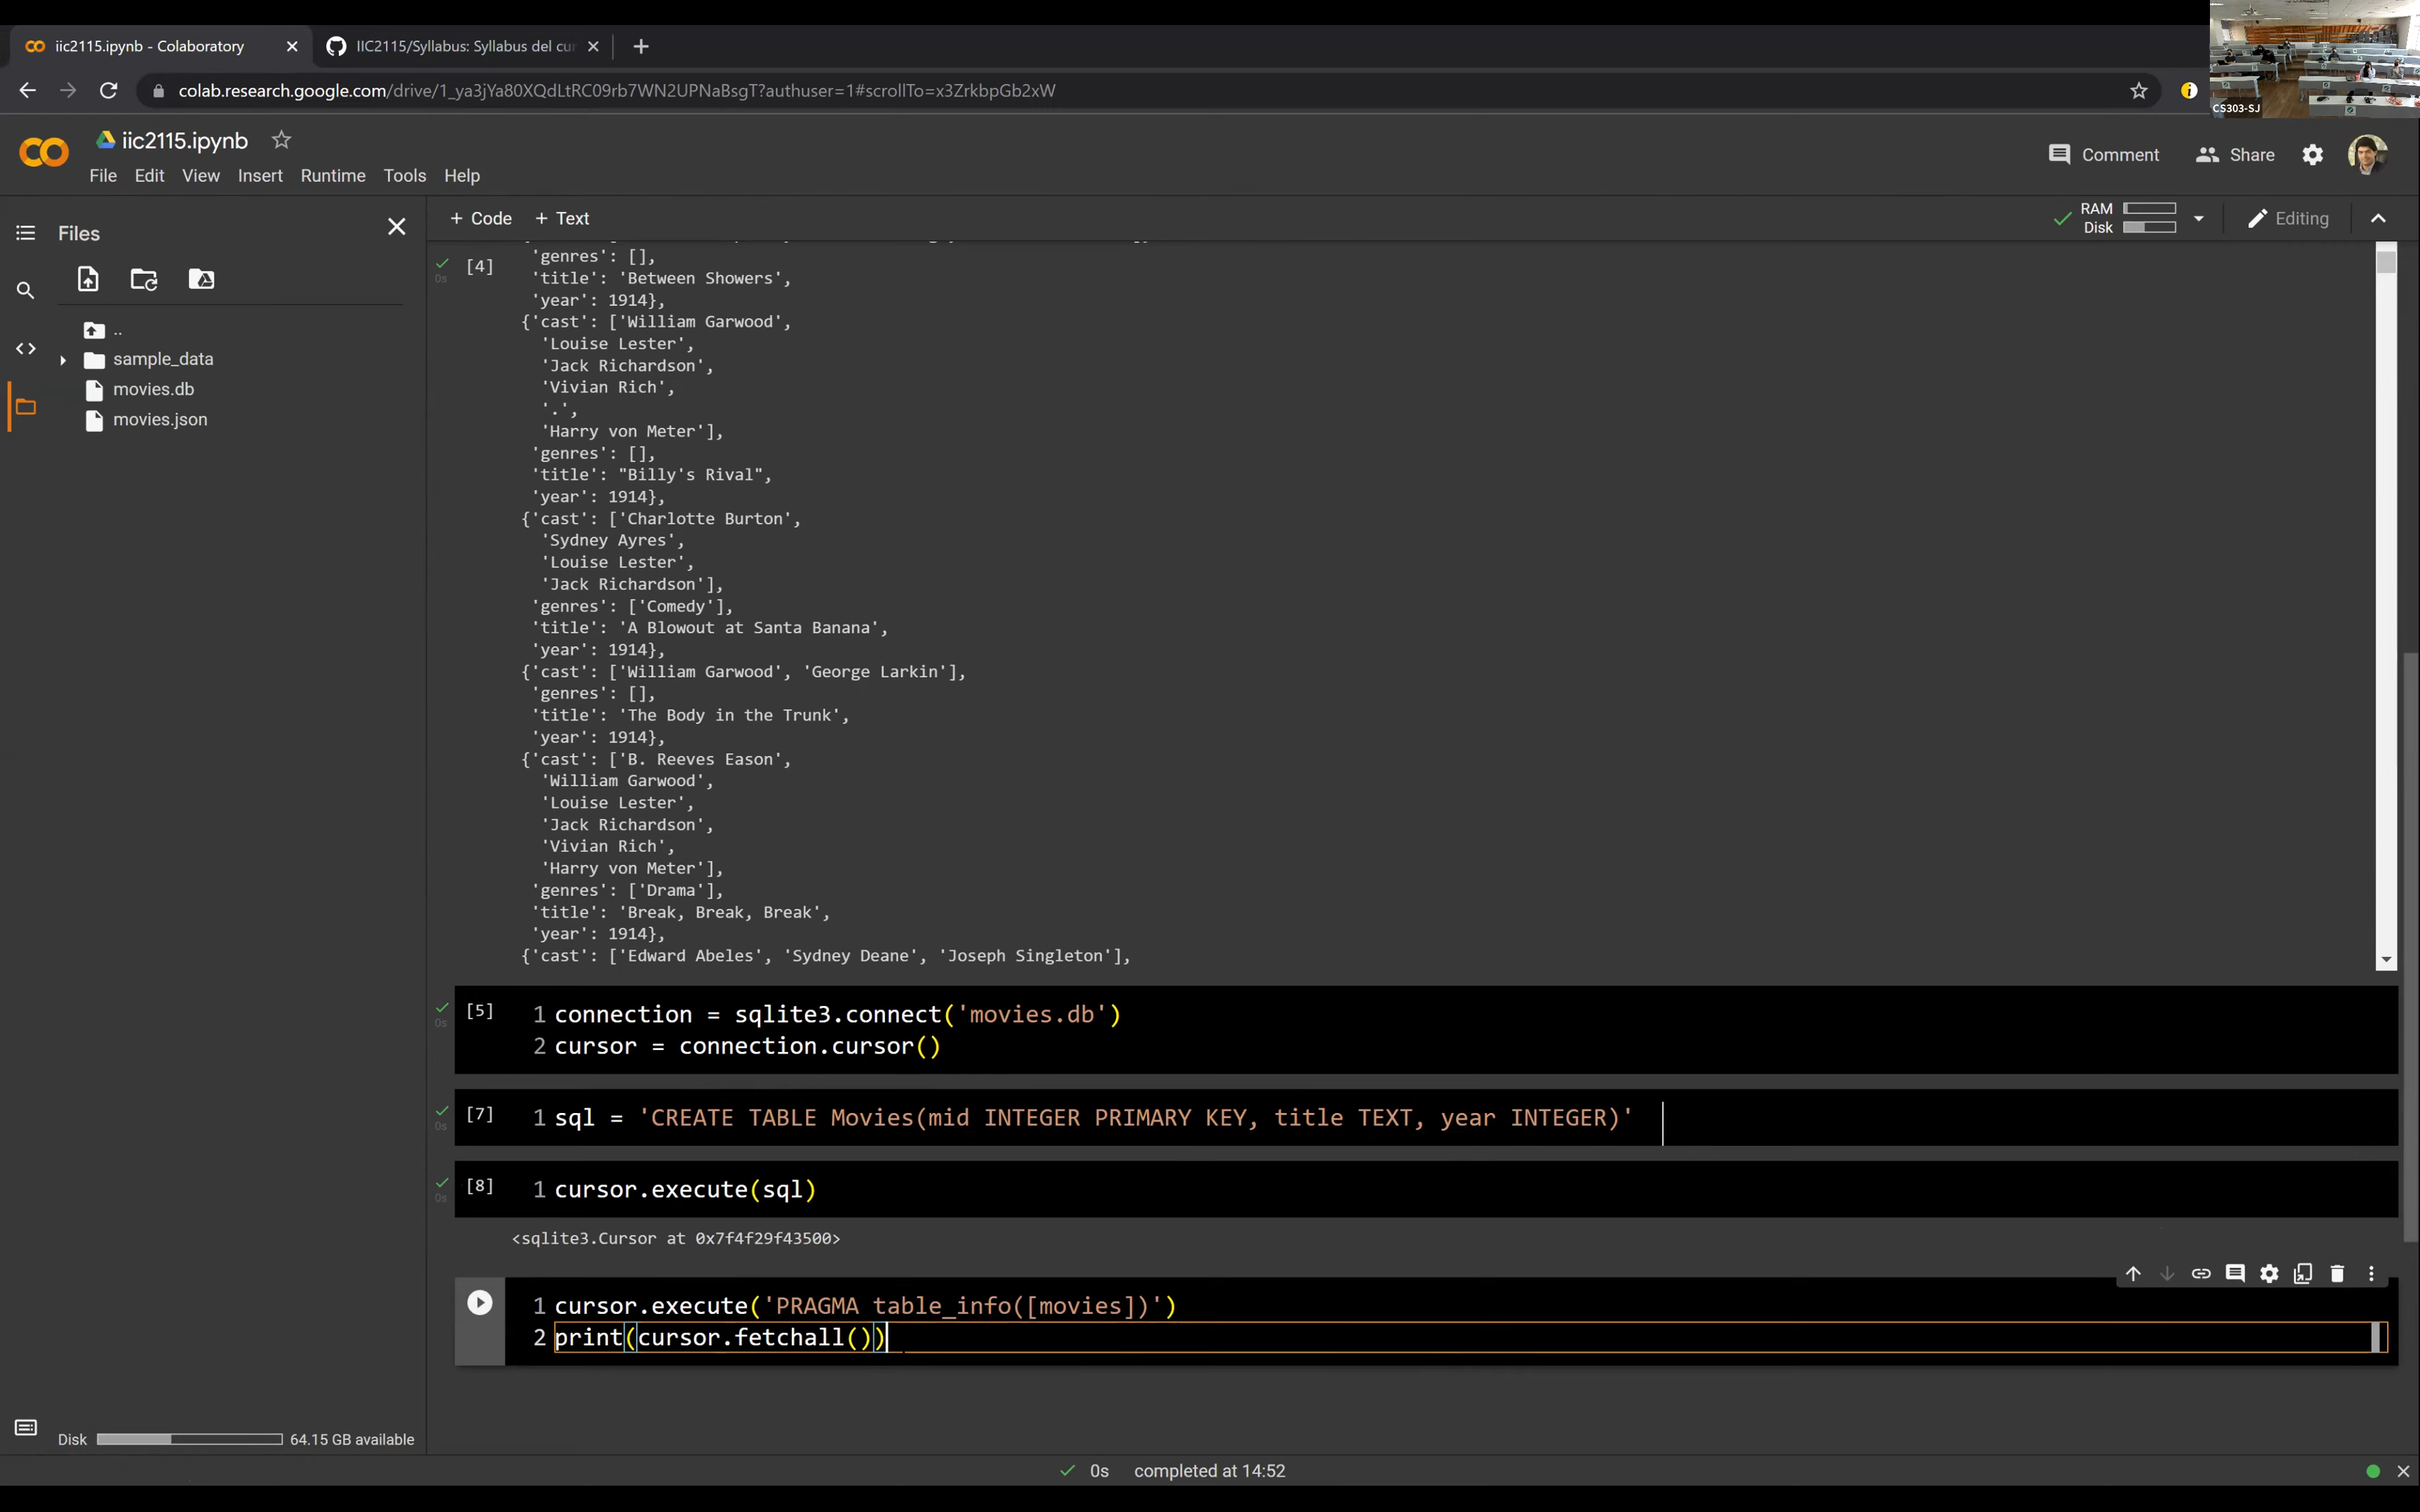 iic2115.ipynb - Colaboratory
IIC2115/Syllabus: Syllabus del cur
colab.research.google.com/drive/1_ya3jYa80XQdLtRC09rb7WN2UPNaBsgT?authuser=1#scrollTo=x3ZrkbpGb2xW
CS303-SJ
iic2115.ipynb
Comment
Share
File Edit View Insert Runtime Tools Help
Files
+ Code + Text
RAM
Disk
Editing
..
sample_data
movies.db
movies.json
[4]
0s
'genres': [],
'title': 'Between Showers',
'year': 1914},
{'cast': ['William Garwood',
'Louise Lester',
'Jack Richardson',
'Vivian Rich',
'.',
'Harry von Meter'],
'genres': [],
'title': "Billy's Rival",
'year': 1914},
{'cast': ['Charlotte Burton',
'Sydney Ayres',
'Louise Lester',
'Jack Richardson'],
'genres': ['Comedy'],
'title': 'A Blowout at Santa Banana',
'year': 1914},
{'cast': ['William Garwood', 'George Larkin'],
'genres': [],
'title': 'The Body in the Trunk',
'year': 1914},
{'cast': ['B. Reeves Eason',
'William Garwood',
'Louise Lester',
'Jack Richardson',
'Vivian Rich',
'Harry von Meter'],
'genres': ['Drama'],
'title': 'Break, Break, Break',
'year': 1914},
{'cast': ['Edward Abeles', 'Sydney Deane', 'Joseph Singleton'],
[5]
0s
1 connection = sqlite3.connect('movies.db')
2 cursor = connection.cursor()
[7]
0s
1 sql = 'CREATE TABLE Movies(mid INTEGER PRIMARY KEY, title TEXT, year INTEGER)'
[8]
0s
1 cursor.execute(sql)
<sqlite3.Cursor at 0x7f4f29f43500>
1 cursor.execute('PRAGMA table_info([movies])')
2 print(cursor.fetchall())
Disk
64.15 GB available
0s completed at 14:52